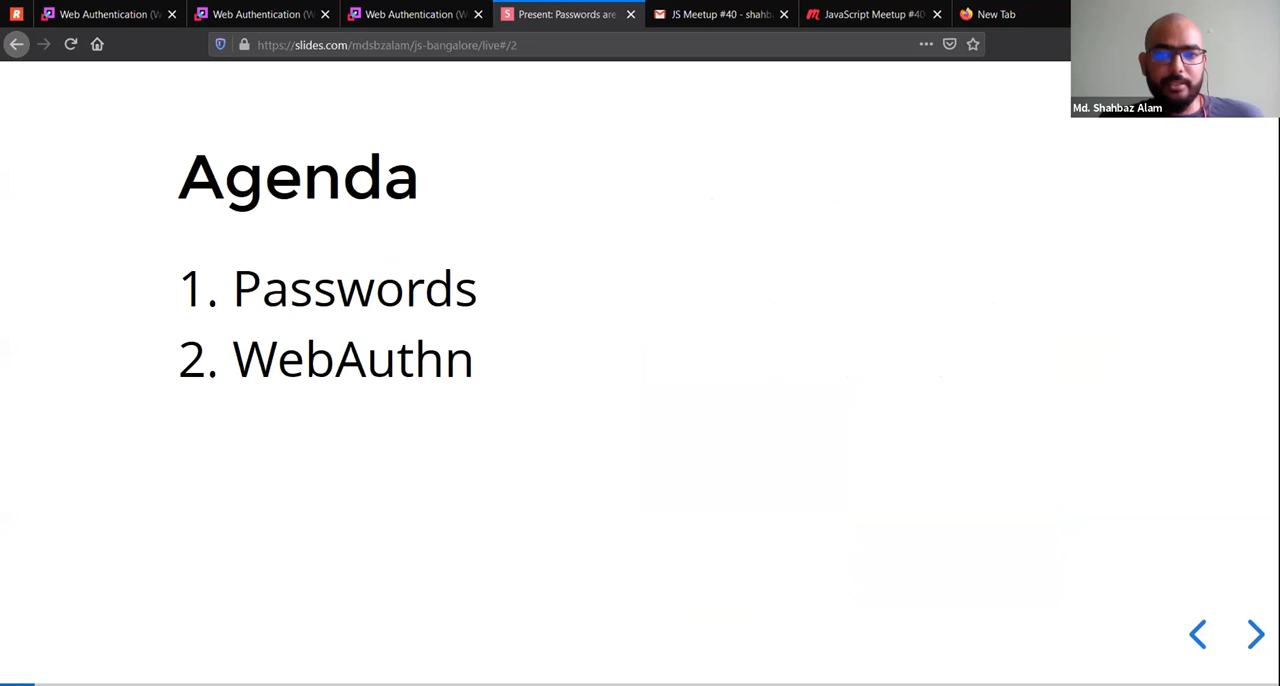 Web Authentication (W
Web Authentication (W
Web Authentication (W
Present: Passwords are
JS Meetup #40 - shahb
JavaScript Meetup #40
New Tab
https://slides.com/mdsbzalam/js-bangalore/live#/2
Md. Shahbaz Alam
Agenda
1. Passwords
2. WebAuthn